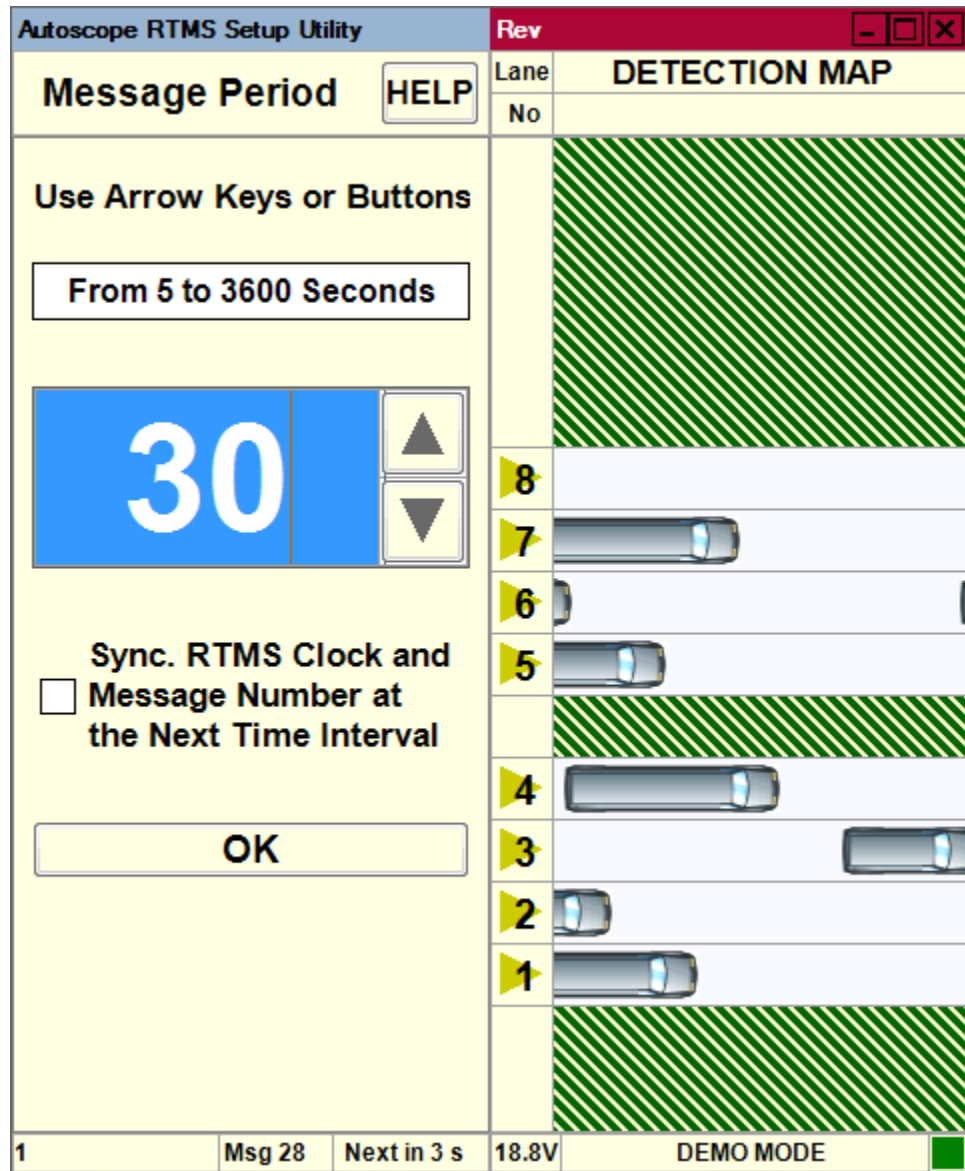 Autoscope RTMS Setup Utility
Rev
Message Period
HELP
Lane
No
DETECTION MAP
Use Arrow Keys or Buttons
From 5 to 3600 Seconds
30
Sync. RTMS Clock and
Message Number at
the Next Time Interval
OK
8
7
6
5
4
3
2
1
1
Msg 28
Next in 3 s
18.8V
DEMO MODE